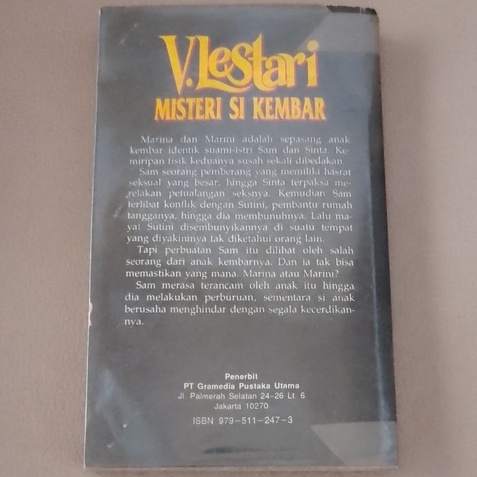 V.Lestari
MISTERI SI KEMBAR
Marina dan Marini adalah sepasang anak
kembar identik suami-istri Sam dan Sinta. Ke-
miripan fisik keduanya susah sekali dibedakan.
Sam seorang pemberang yang memiliki hasrat
seksual yang besar, hingga Sinta terpaksa me-
relakan petualangan seksnya. Kemudian Sam
terlibat konflik dengan Sutini, pembantu rumah
tangganya, hingga dia membunuhnya. Lalu ma-
yat Sutini disembunyikannya di suatu tempat
yang diyakininya tak diketahui orang lain.
Tapi perbuatan Sam itu dilihat oleh salah
seorang dari anak kembarnya. Dan ia tak bisa
memastikan yang mana. Marina atau Marini?
Sam merasa terancam oleh anak itu hingga
dia melakukan perburuan, sementara si anak
berusaha menghindar dengan segala kecerdikan-
nya.
Penerbit
PT Gramedia Pustaka Utama
Jl. Palmerah Selatan 24-26 Lt. 6
Jakarta 10270
ISBN 979-511-247-3